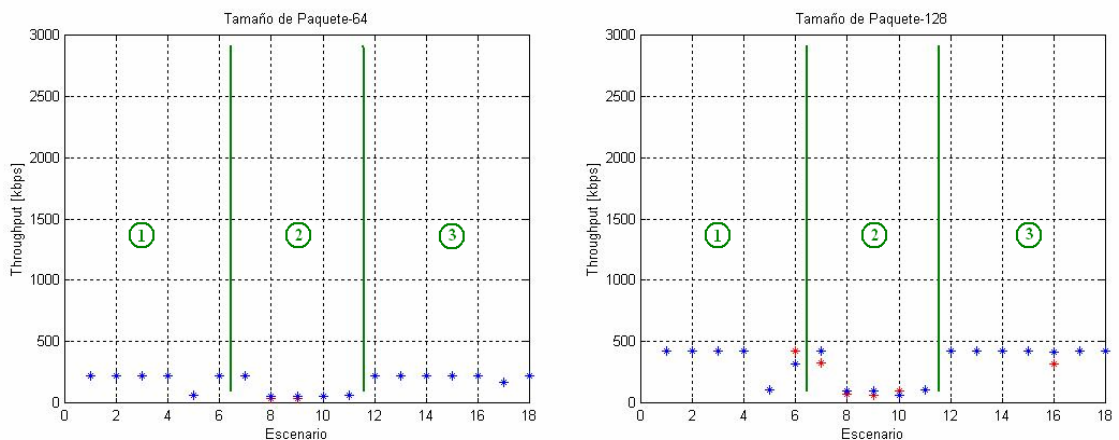 Tamaño de Paquete-64
3000
2500
2000
1500
1000
500
0
Throughput [kbps]
1
2
3
0 2 4 6 8 10 12 14 16 18
Escenario
Tamaño de Paquete-128
3000
2500
2000
1500
1000
500
0
Throughput [kbps]
1
2
3
0 2 4 6 8 10 12 14 16 18
Escenario